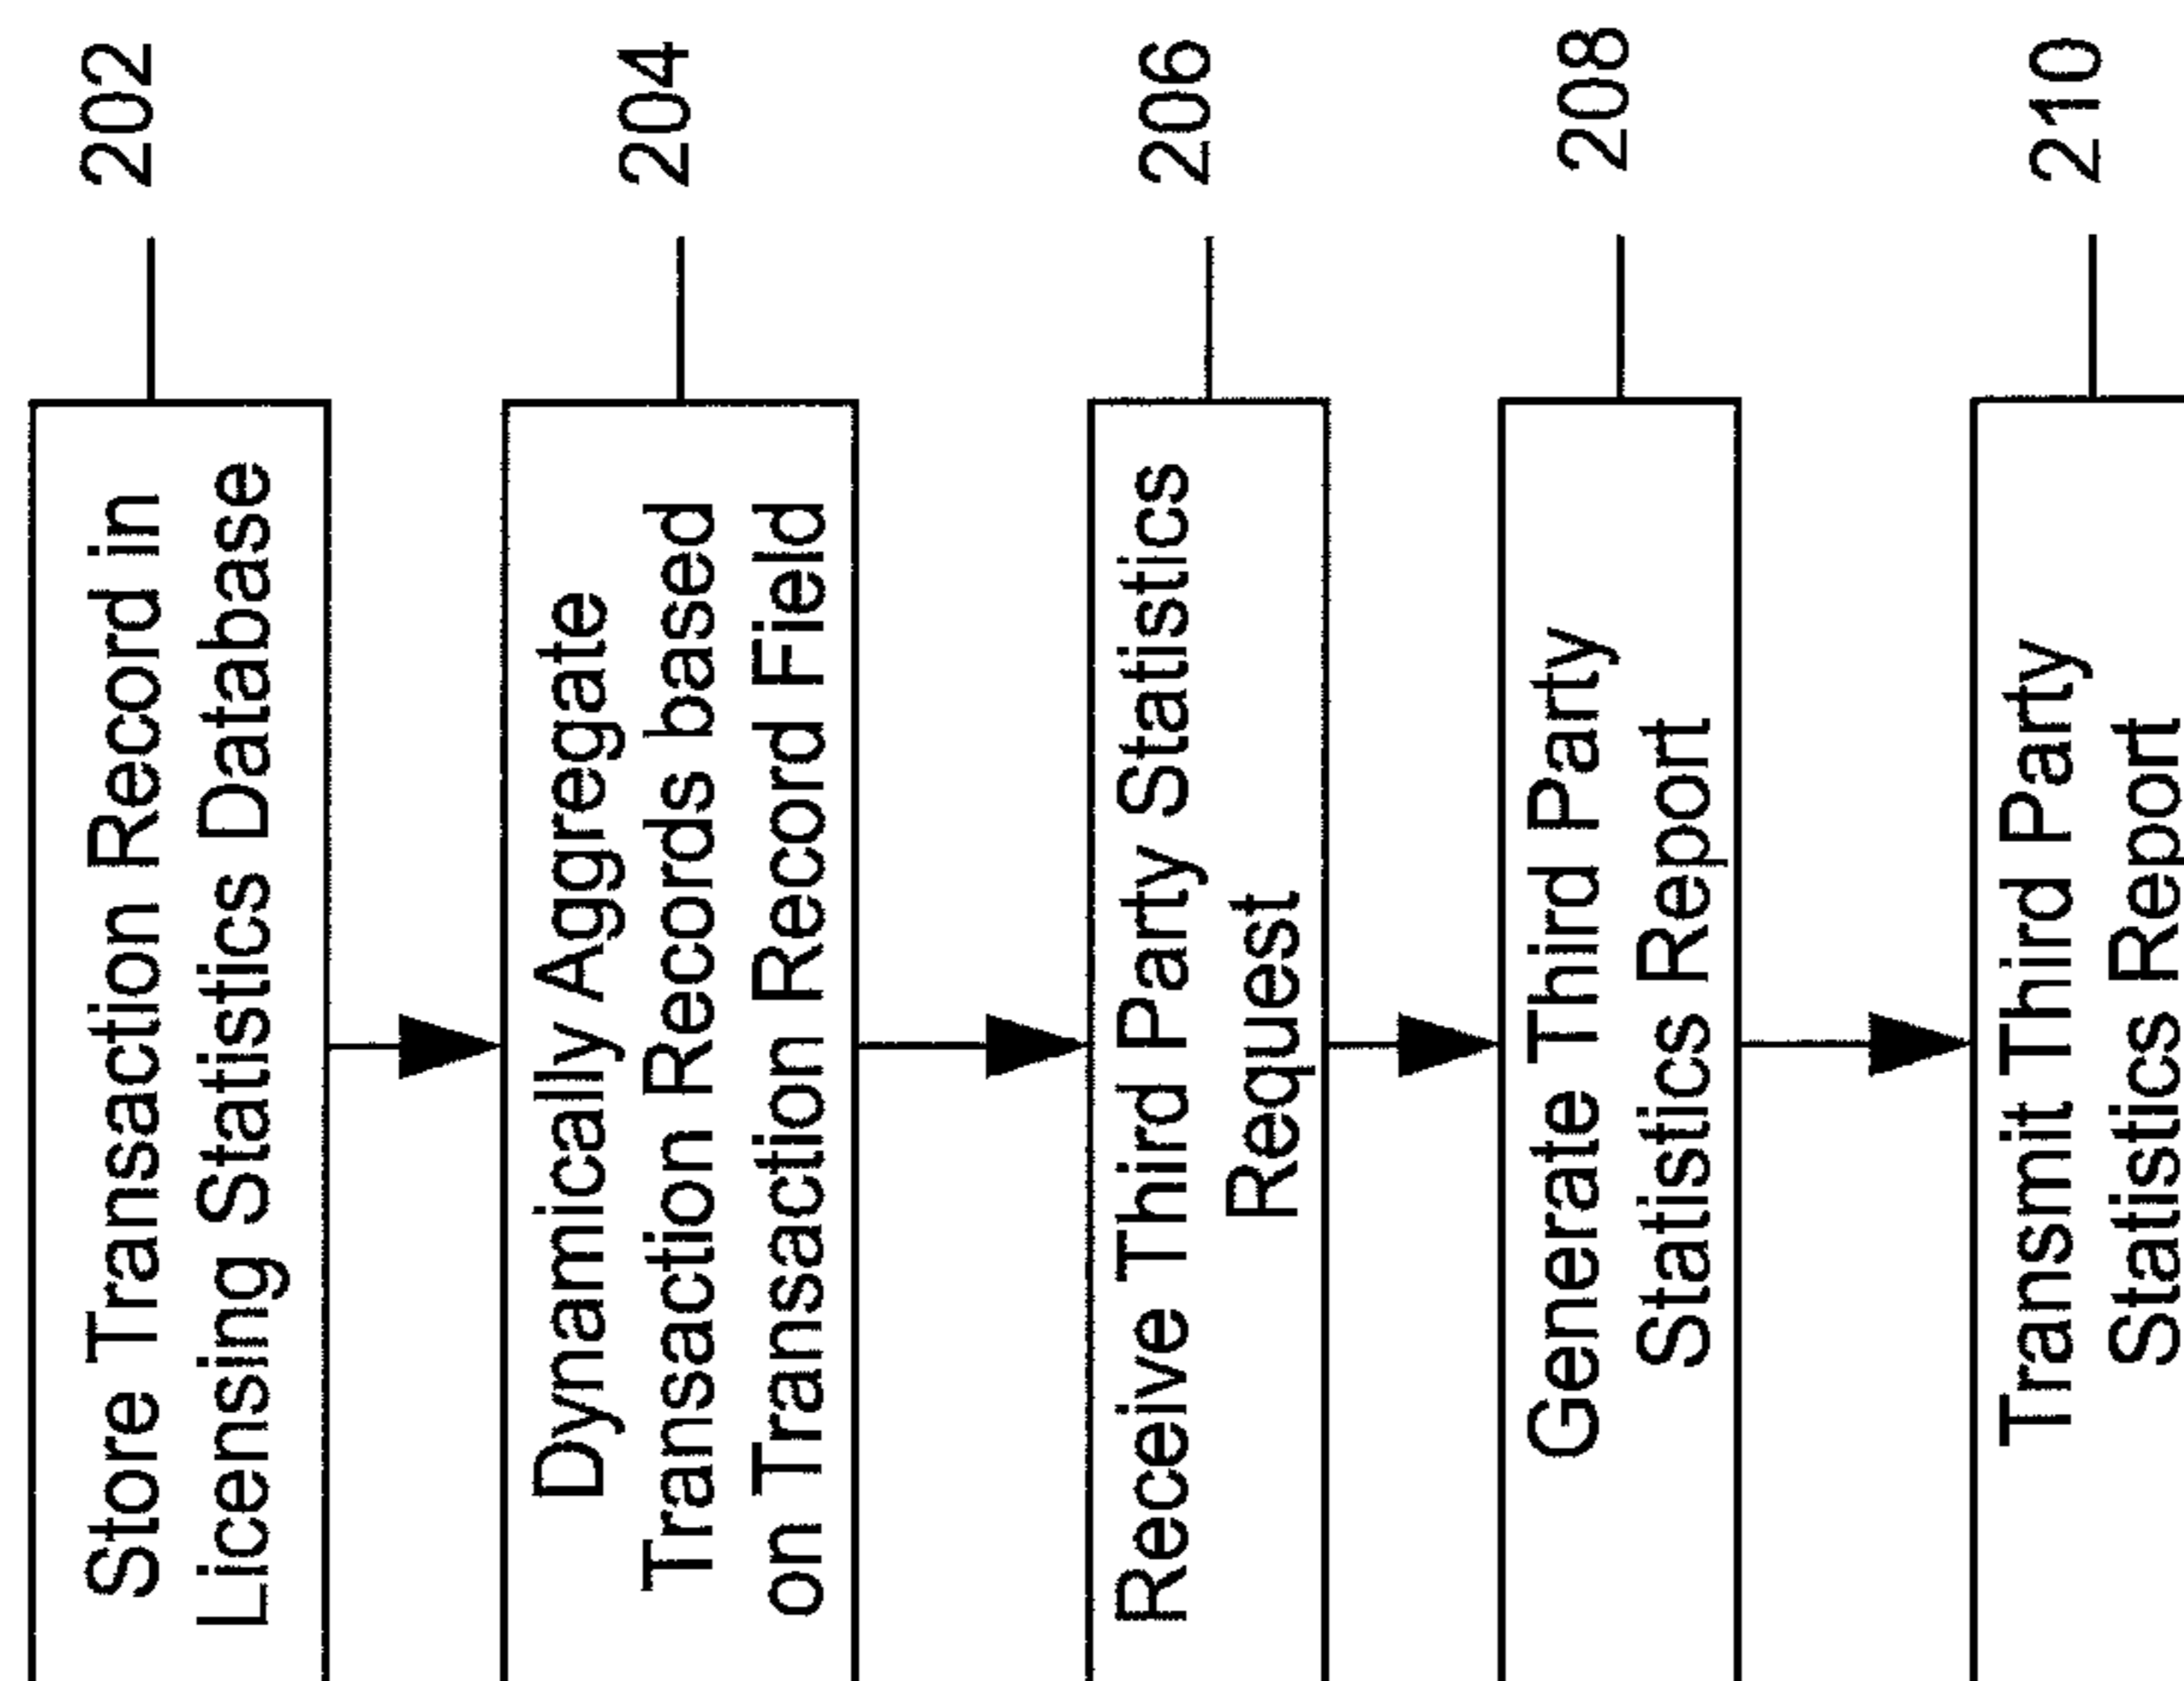 Store Transaction Record in
Licensing Statistics Database
202
Dynamically Aggregate
Transaction Records based
on Transaction Record Field
204
Receive Third Party Statistics
Request
206
Generate Third Party
Statistics Report
208
Transmit Third Party
Statistics Report
210